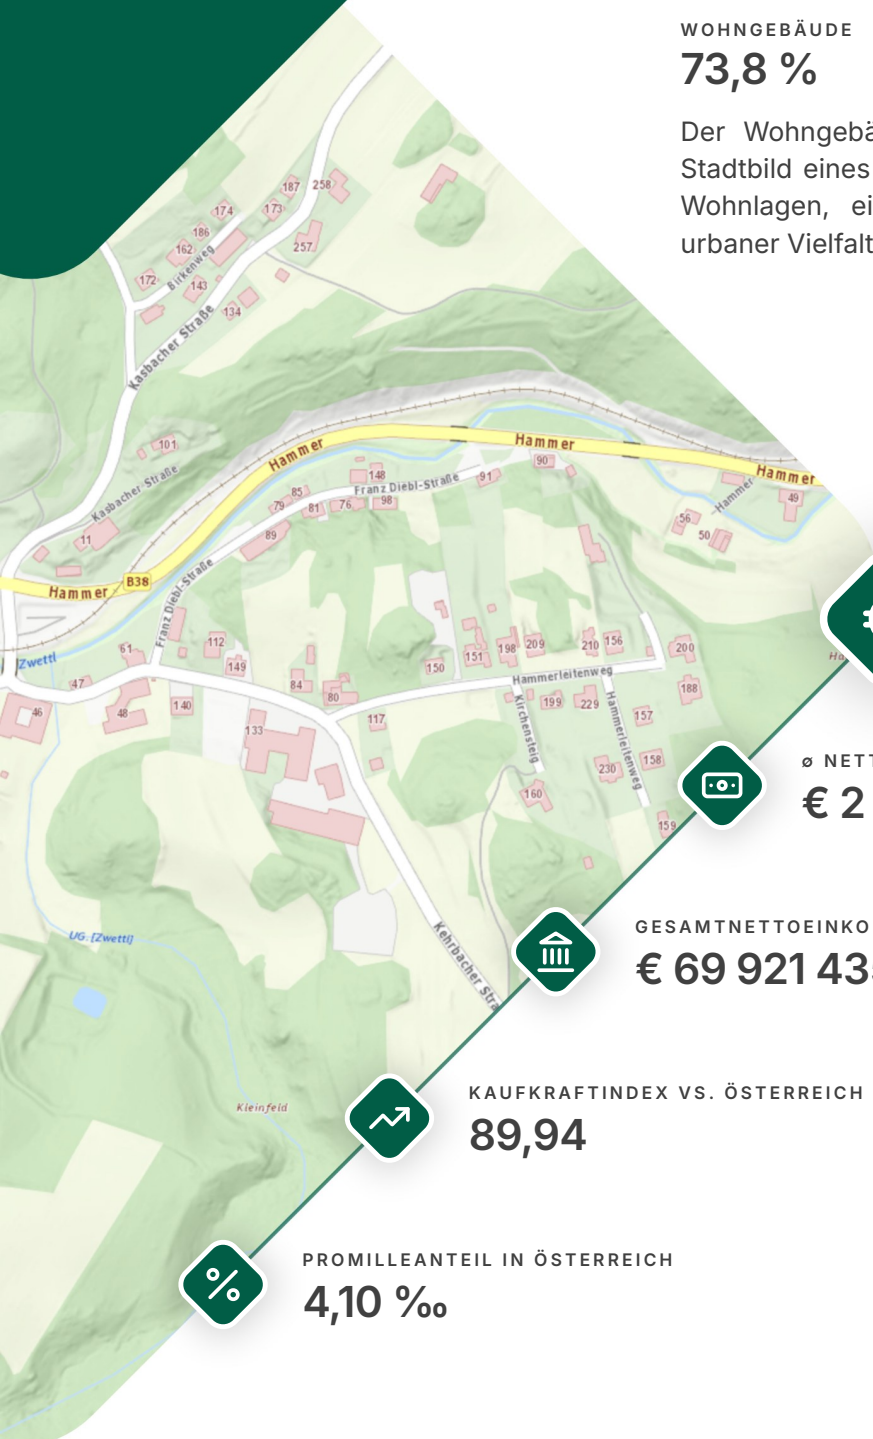 WOHNGEBÄUDE
73,8 %
Der Wohngebä
Stadtbild eines
Wohnlagen, ei
urbaner Vielfalt
187
258
174
173
186
257
162
Birkenweg
172
143
134
Kasbacher Straße
101
Hammer
Hammer
90
148
Franz Diebl-Straße
91
Hammer
Kasbacher-Straße
85
79
81
76
98
Hammer
49
56
50
11
89
B38
Hammer
Franz Diebl-Straße
Zwettl
61
112
149
150
151
198
209
210
156
200
47
84
80
Hammerleitenweg
188
46
48
140
117
Kirchensteig
199
229
Hammerleitenweg
157
133
230
158
160
159
ø NETT
€ 2
UG. [Zwettl]
Kehrbacher Stra
GESAMTNETTOEINKO
€ 69 921 43
Kleinfeld
KAUFKRAFTINDEX VS. ÖSTERREICH
89,94
PROMILLEANTEIL IN ÖSTERREICH
4,10 ‰